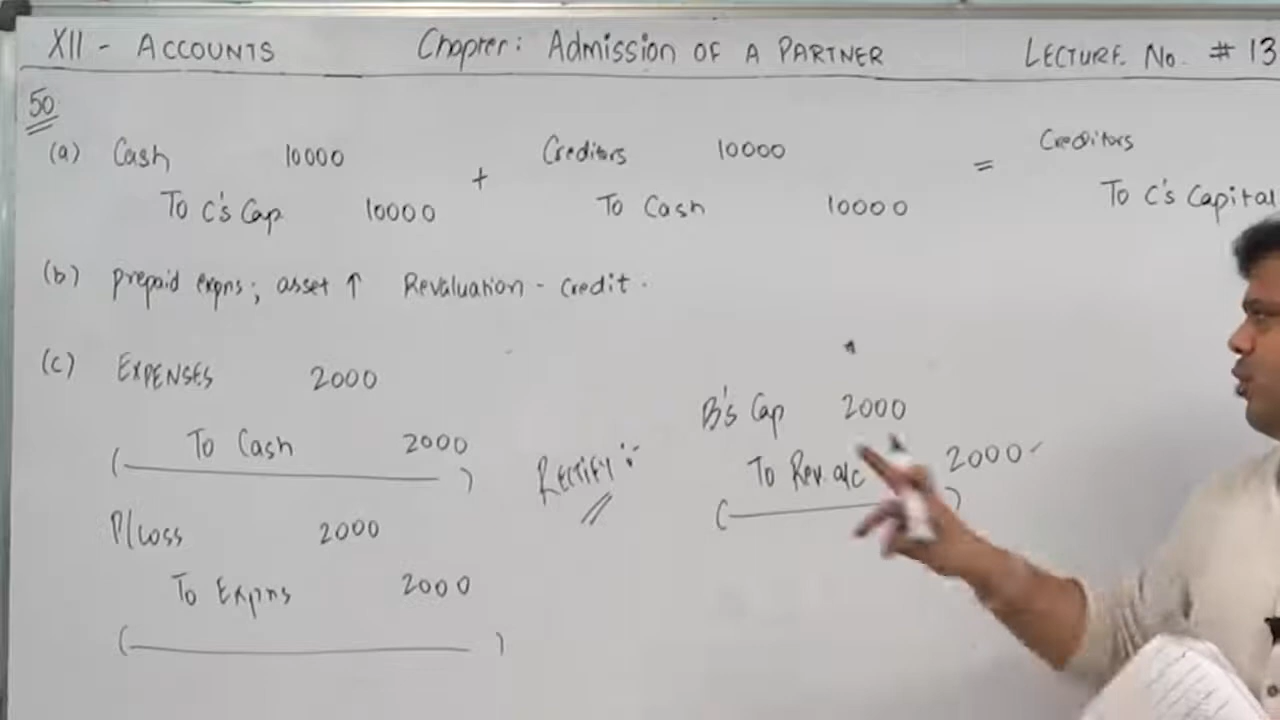 XII - ACCOUNTS Chapter: Admission OF A PARTNER LECTURE No. # 13
50
(a) Cash 10000 + Creditors 10000 = Creditors
To C's Cap 10000 To Cash 10000 To C's Capital
(b) prepaid expns; asset ↑ Revaluation - credit.
(c) EXPENSES 2000
B's Cap 2000
( To Cash 2000 )
RECTIFY :- ( To Rev. a/c 2000 )
P/Loss 2000
To Expns 2000
( )